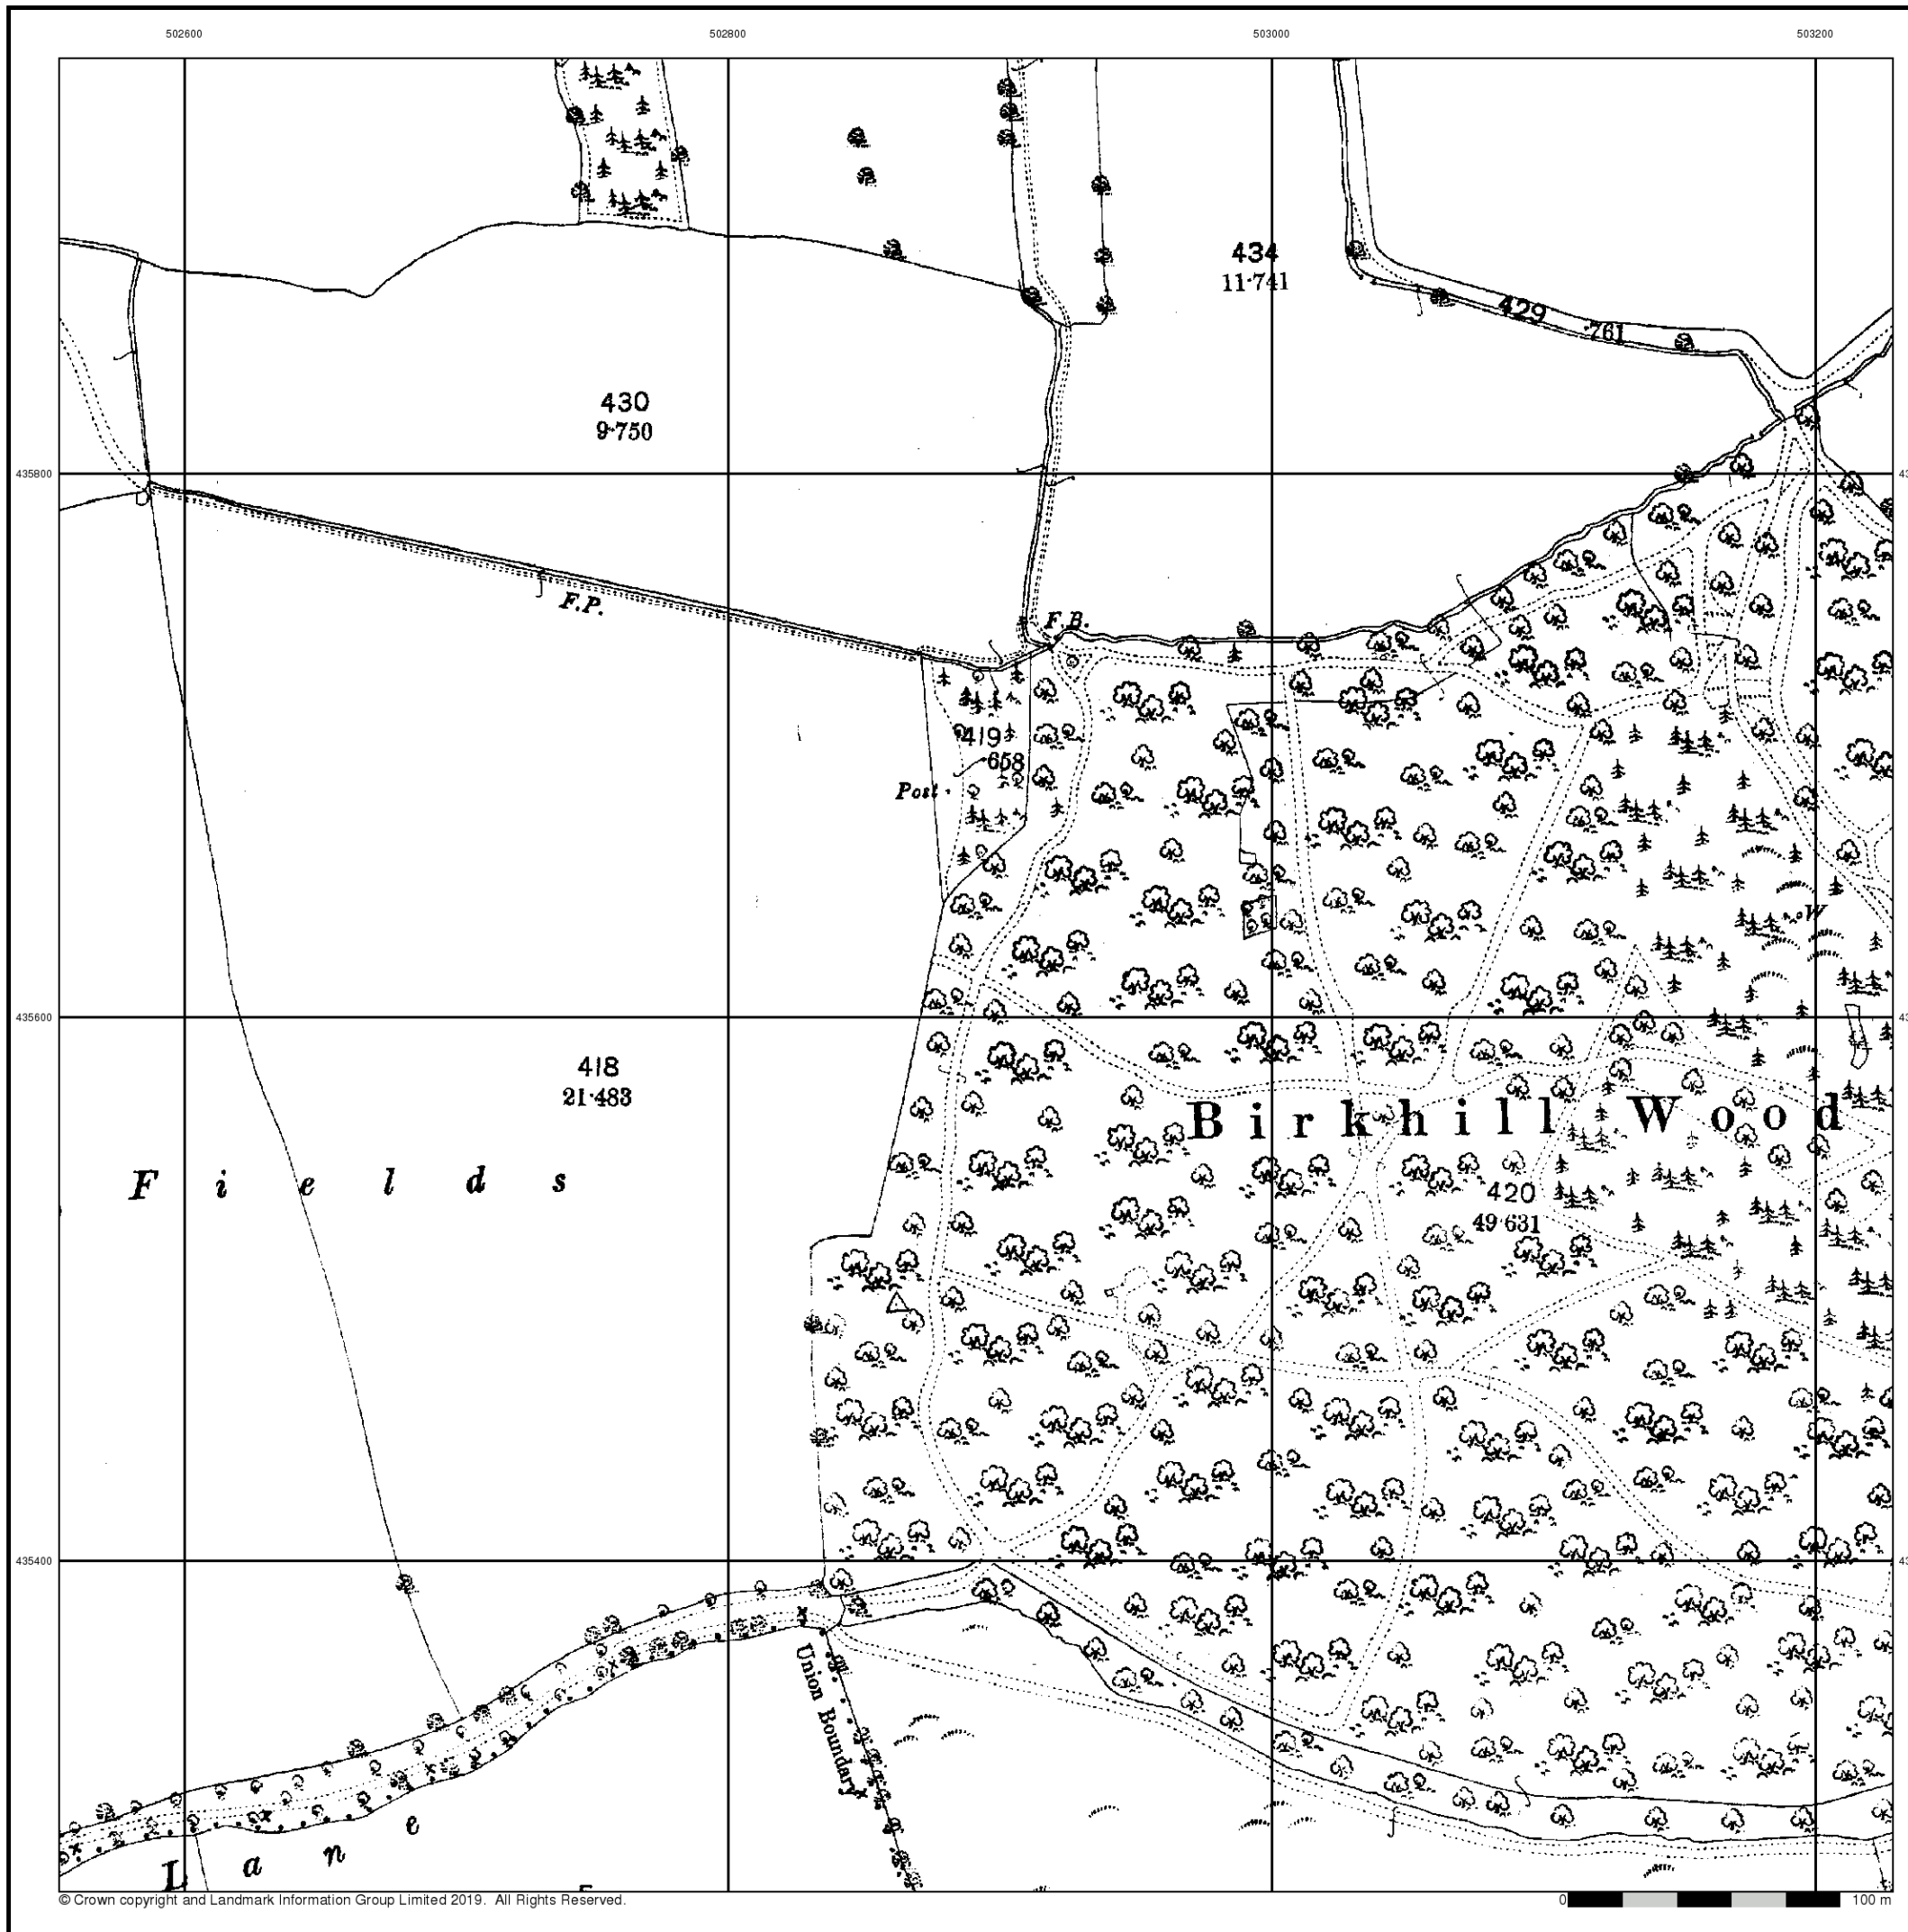 502600 502800 503000 503200
434
11·741
429
·761
430
9·750
435800
F.P.
F.B.
419
·658
Post
W
435600
418
21·483
Birkhill Wood
Fields
420
49·631
435400
Union Boundary
Lane
© Crown copyright and Landmark Information Group Limited 2019. All Rights Reserved.
0 100 m